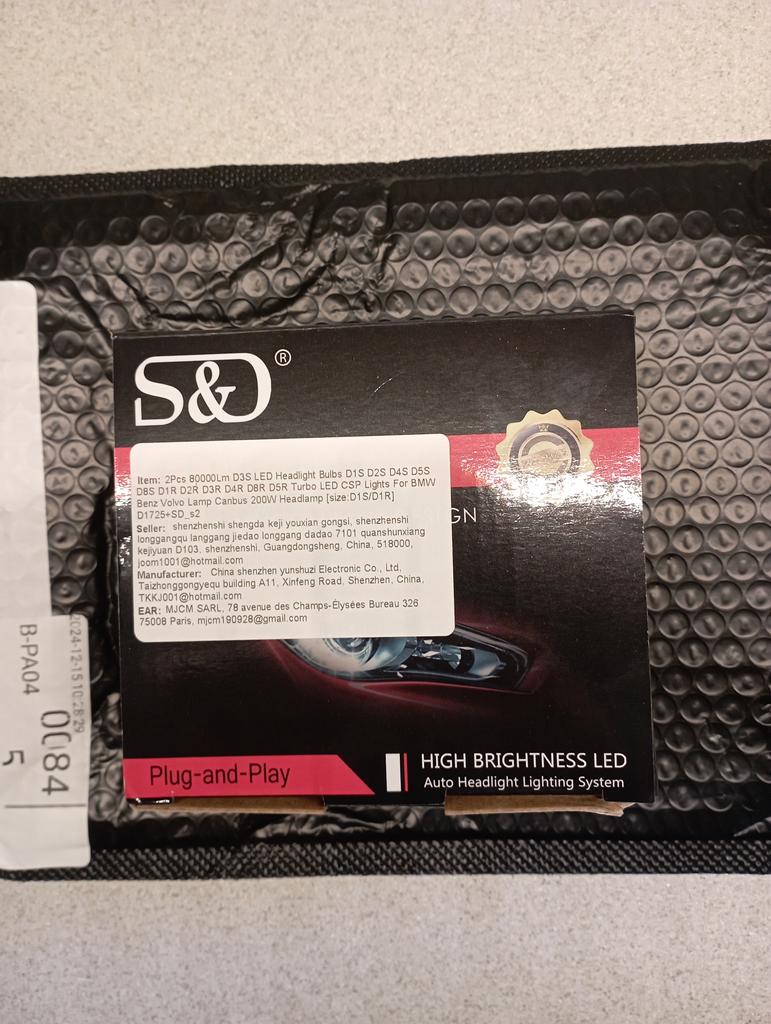 S&D®
Item: 2Pcs 80000Lm D3S LED Headlight Bulbs D1S D2S D4S D5S
D8S D1R D2R D3R D4R D8R D5R Turbo LED CSP Lights For BMW
Benz Volvo Lamp Canbus 200W Headlamp [size:D1S/D1R]
D1725+SD_s2
Seller: shenzhenshi shengda keji youxian gongsi, shenzhenshi
longgangqu langgang jiedao longgang dadao 7101 quanshunxiang
kejiyuan D103, shenzhenshi, Guangdongsheng, China, 518000,
joom1001@hotmail.com
Manufacturer: China shenzhen yunshuzi Electronic Co., Ltd,
Taizhonggongyequ building A11, Xinfeng Road, Shenzhen, China,
TKKJ001@hotmail.com
EAR: MJCM SARL, 78 avenue des Champs-Élysées Bureau 326
75008 Paris, mjcm190928@gmail.com
GN
Plug-and-Play
HIGH BRIGHTNESS LED
Auto Headlight Lighting System
2024-12-15 10:28:29
B-PA04
0084
5